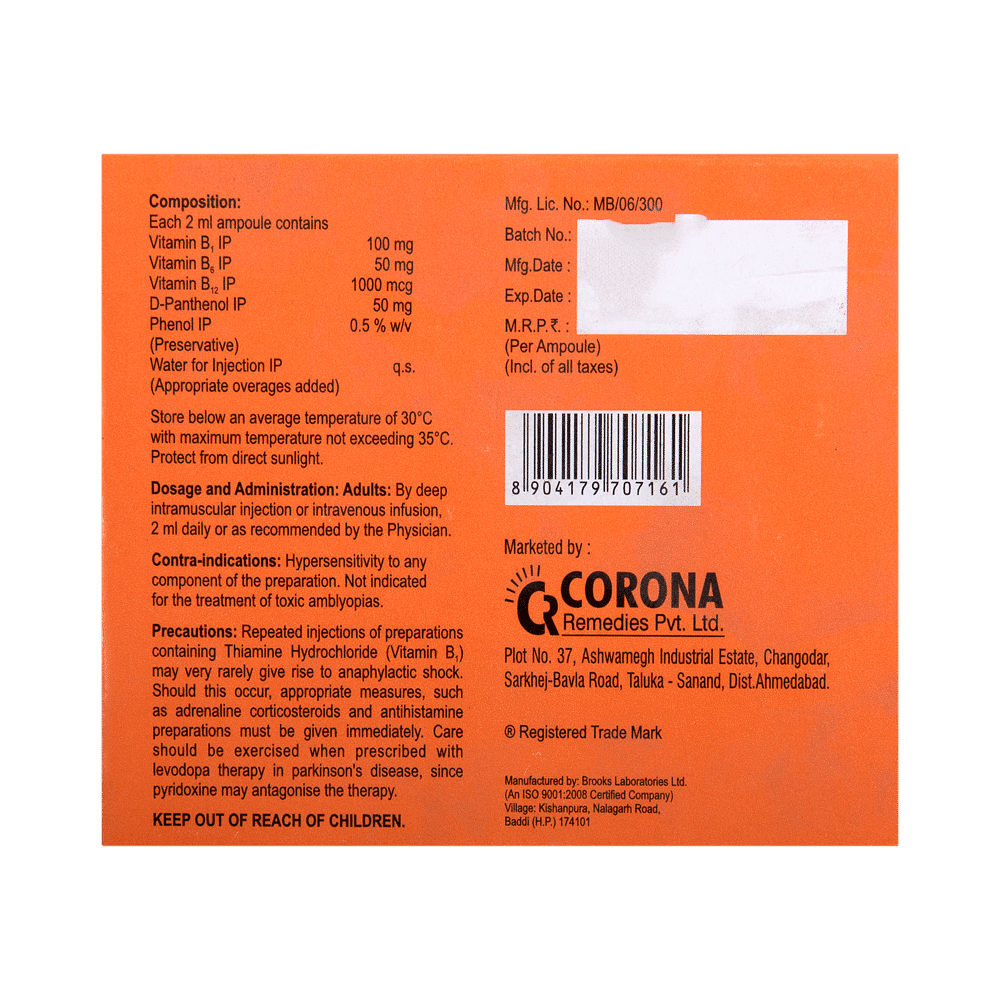 Composition:
Each 2 ml ampoule contains
Vitamin B₁ IP 100 mg
Vitamin B₆ IP 50 mg
Vitamin B₁₂ IP 1000 mcg
D-Panthenol IP 50 mg
Phenol IP 0.5 % w/v
(Preservative)
Water for Injection IP q.s.
(Appropriate overages added)
Store below an average temperature of 30°C
with maximum temperature not exceeding 35°C.
Protect from direct sunlight.
Dosage and Administration: Adults: By deep
intramuscular injection or intravenous infusion,
2 ml daily or as recommended by the Physician.
Contra-indications: Hypersensitivity to any
component of the preparation. Not indicated
for the treatment of toxic amblyopias.
Precautions: Repeated injections of preparations
containing Thiamine Hydrochloride (Vitamin B₁)
may very rarely give rise to anaphylactic shock.
Should this occur, appropriate measures, such
as adrenaline corticosteroids and antihistamine
preparations must be given immediately. Care
should be exercised when prescribed with
levodopa therapy in parkinson's disease, since
pyridoxine may antagonise the therapy.
KEEP OUT OF REACH OF CHILDREN.
Mfg. Lic. No.: MB/06/300
Batch No.:
Mfg.Date :
Exp.Date :
M.R.P.₹. :
(Per Ampoule)
(Incl. of all taxes)
8 904179 707161
Marketed by :
CR CORONA
Remedies Pvt. Ltd.
Plot No. 37, Ashwamegh Industrial Estate, Changodar,
Sarkhej-Bavla Road, Taluka - Sanand, Dist.Ahmedabad.
® Registered Trade Mark
Manufactured by: Brooks Laboratories Ltd.
(An ISO 9001:2008 Certified Company)
Village: Kishanpura, Nalagarh Road,
Baddi (H.P.) 174101